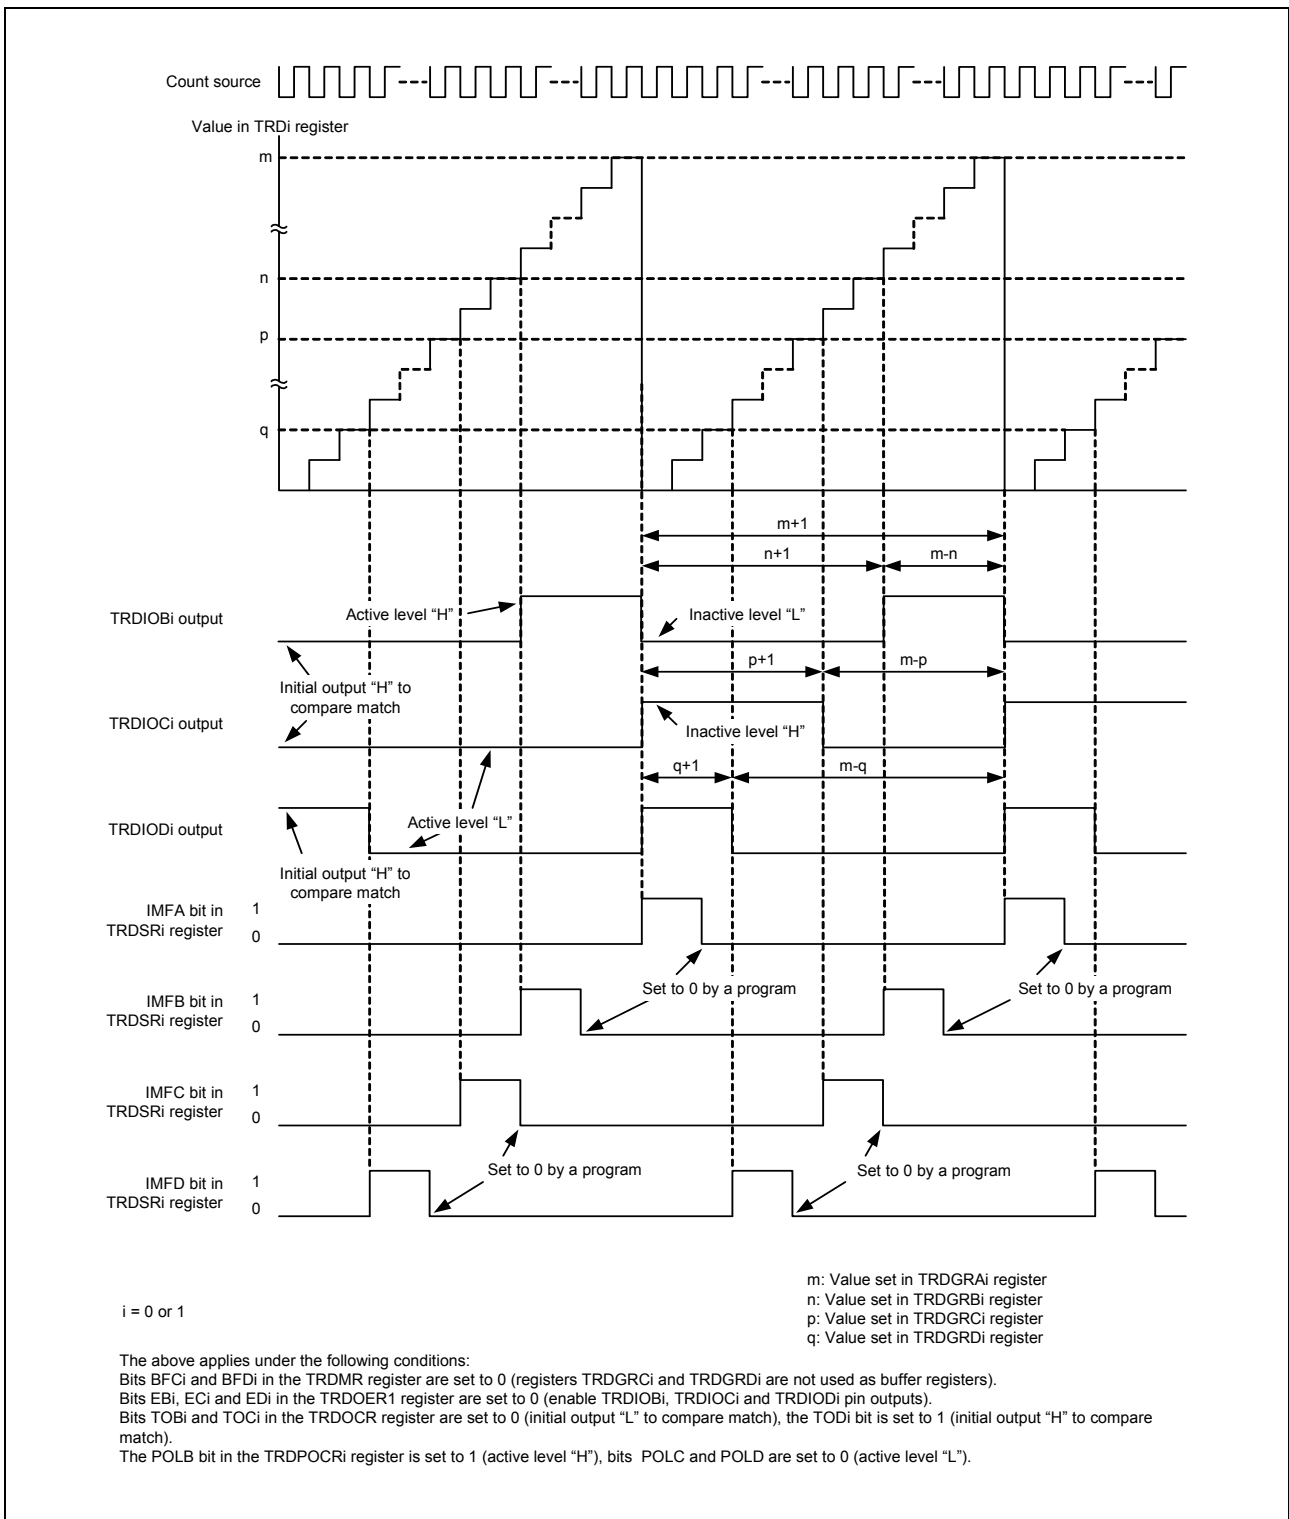 Count source
Value in TRDi register
m
n
p
q
m+1
n+1
m-n
TRDIOBi output
Active level “H”
Inactive level “L”
p+1
m-p
Initial output “H” to
compare match
TRDIOCi output
Inactive level “H”
q+1
m-q
TRDIODi output
Active level “L”
Initial output “H” to
compare match
IMFA bit in
TRDSRi register
1
0
Set to 0 by a program
Set to 0 by a program
IMFB bit in
TRDSRi register
1
0
IMFC bit in
TRDSRi register
1
0
Set to 0 by a program
Set to 0 by a program
IMFD bit in
TRDSRi register
1
0
i = 0 or 1
m: Value set in TRDGRAi register
n: Value set in TRDGRBi register
p: Value set in TRDGRCi register
q: Value set in TRDGRDi register
The above applies under the following conditions:
Bits BFCi and BFDi in the TRDMR register are set to 0 (registers TRDGRCi and TRDGRDi are not used as buffer registers).
Bits EBi, ECi and EDi in the TRDOER1 register are set to 0 (enable TRDIOBi, TRDIOCi and TRDIODi pin outputs).
Bits TOBi and TOCi in the TRDOCR register are set to 0 (initial output “L” to compare match), the TODi bit is set to 1 (initial output “H” to compare
match).
The POLB bit in the TRDPOCRi register is set to 1 (active level “H”), bits POLC and POLD are set to 0 (active level “L”).